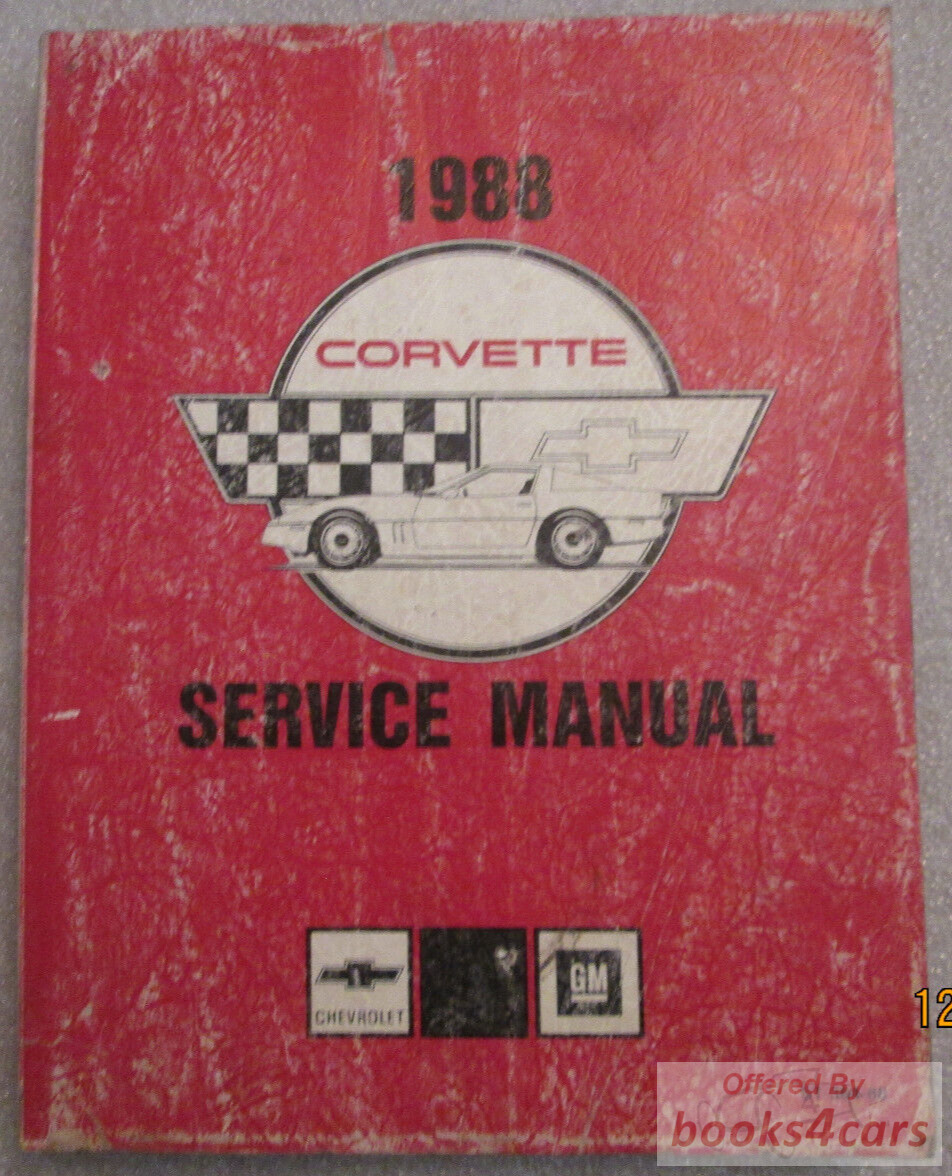 1988
CORVETTE
SERVICE MANUAL
CHEVROLET
GM
12
Offered By
books4cars